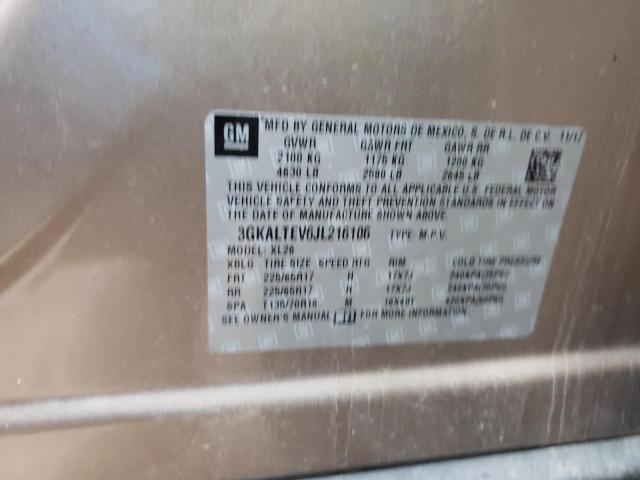 GM MFD BY GENERAL MOTORS DE MEXICO, S. DE R.L. DE C.V. 11/17
GVWR GAWR FRT GAWR RR
2100 KG 1175 KG 1200 KG
4630 LB 2590 LB 2645 LB
THIS VEHICLE CONFORMS TO ALL APPLICABLE U.S. FEDERAL MOTOR
VEHICLE SAFETY AND THEFT PREVENTION STANDARDS IN EFFECT ON
THE DATE OF MANUFACTURE SHOWN ABOVE.
3GKALTEV6JL216106 TYPE: M.P.V.
MODEL: XL26
XBLG TIRE SIZE SPEED RTG RIM COLD TIRE PRESSURE
FRT 225/65R17 H 17X7J 240KPA(35PSI)
RR 225/65R17 H 17X7J 240KPA(35PSI)
SPA T135/70R16 M 16X4T 420KPA(60PSI)
SEE OWNER'S MANUAL FOR MORE INFORMATION.